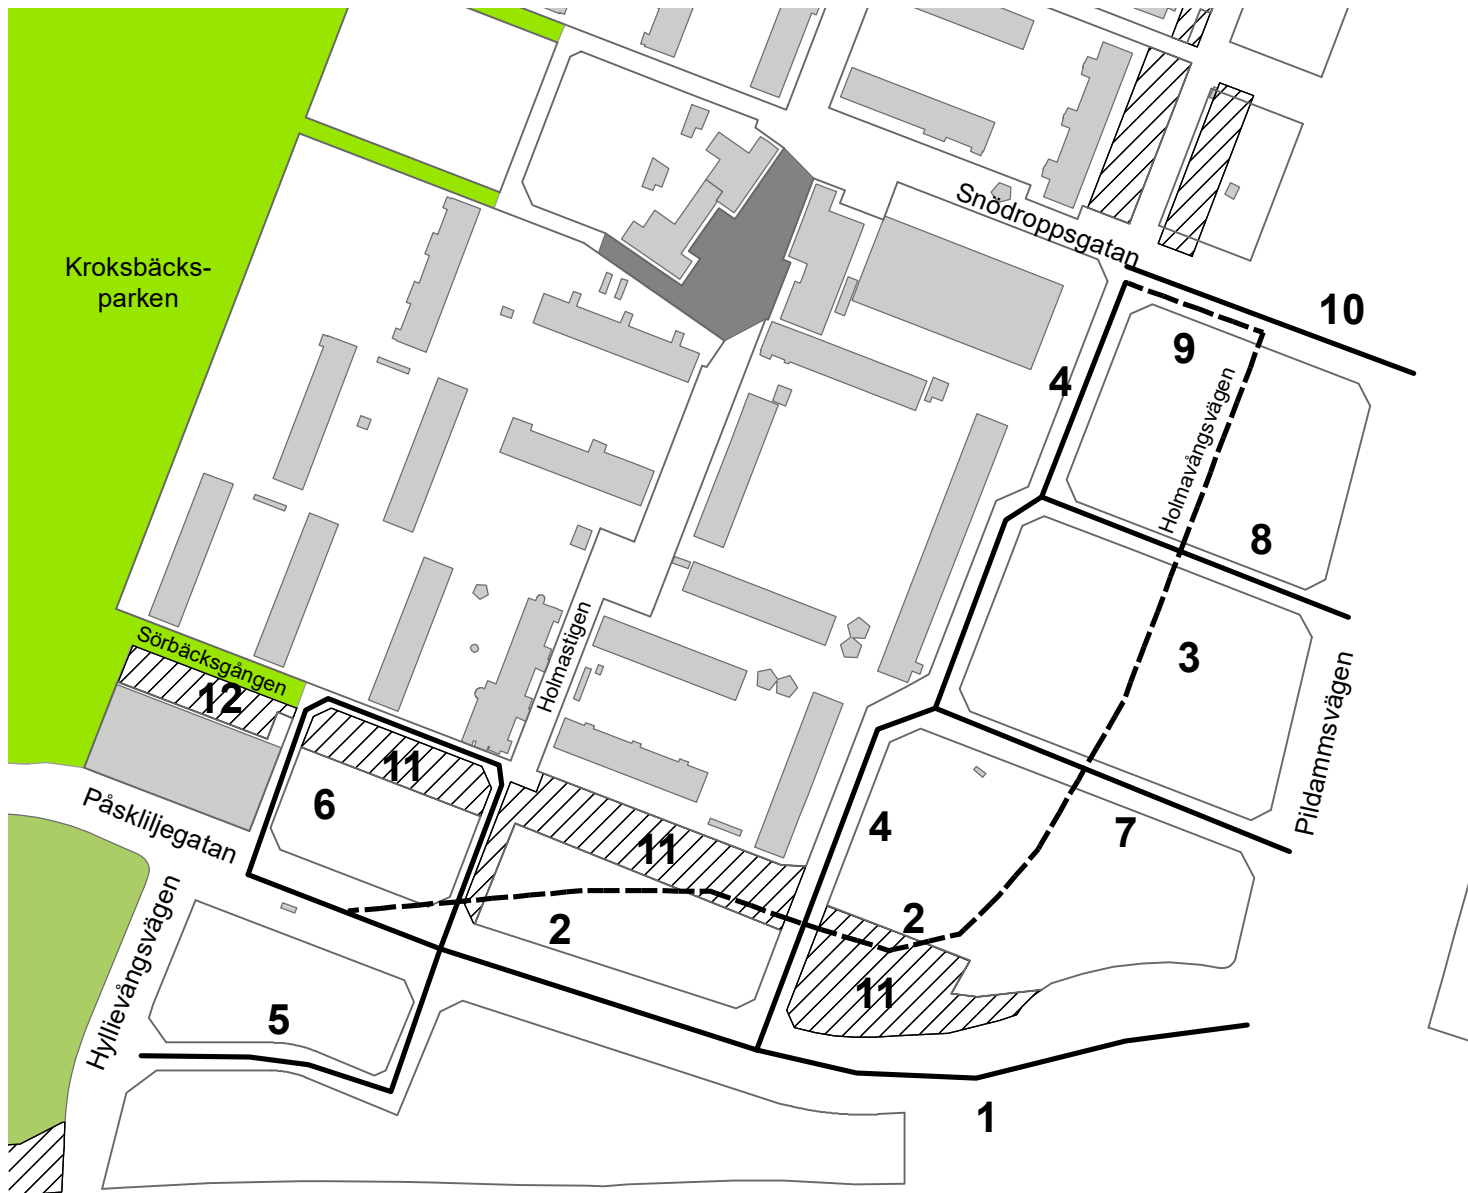 Snödroppsgatan
Kroksbäcks-
parken
10
9
4
Holmavångsvägen
8
Sörbäcksgången
12
Holmastigen
3
Pildammsvägen
11
6
Påskliljegatan
11
4
7
2
2
Hyllievångsvägen
11
5
1